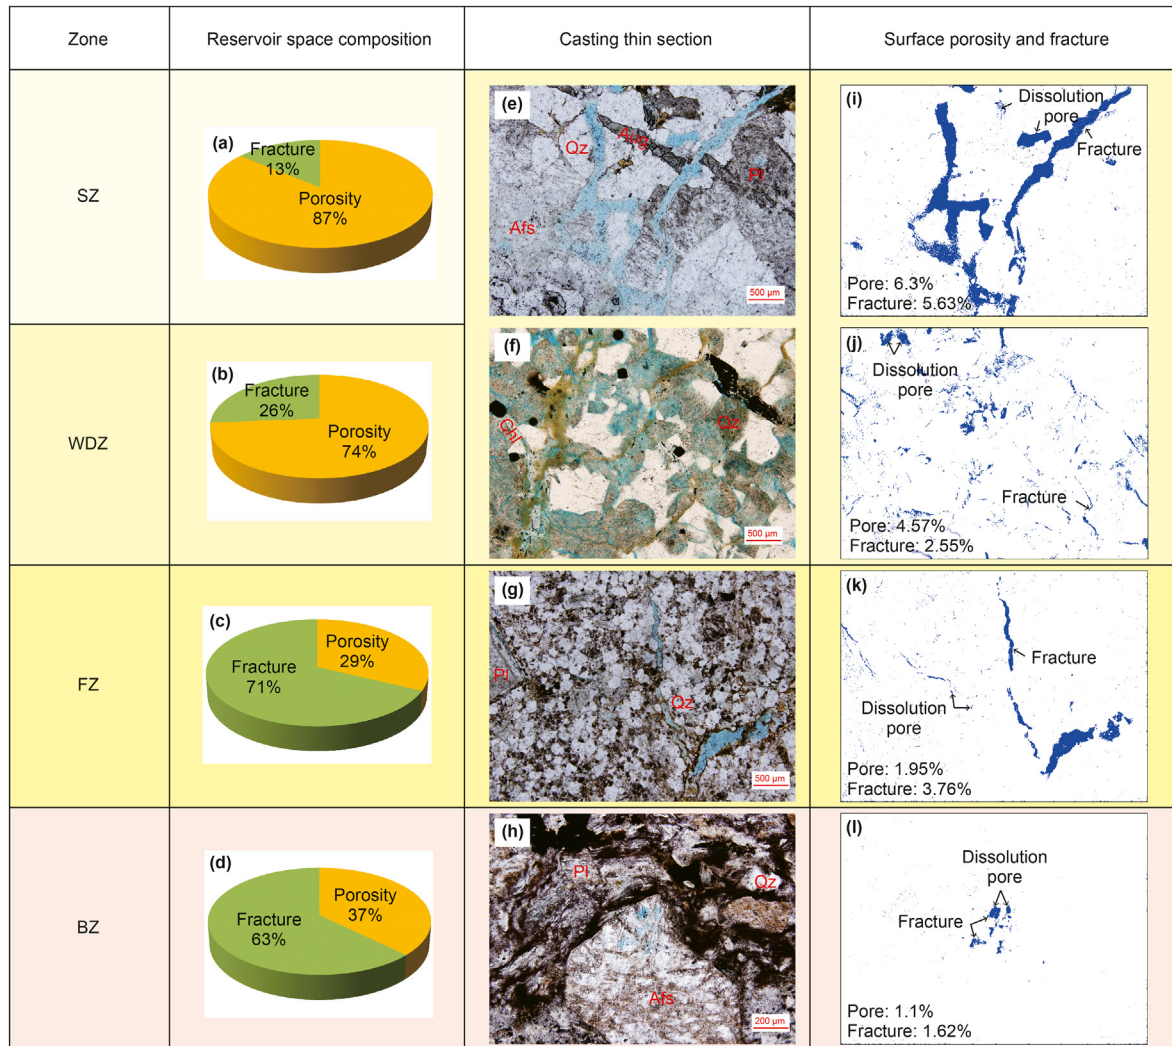 Zone
Reservoir space composition
Casting thin section
Surface porosity and fracture
SZ
(a)
Fracture
13%
Porosity
87%
(e)
Qz
Aug
Pl
Afs
500 μm
(i)
Dissolution
pore
Fracture
Pore: 6.3%
Fracture: 5.63%
WDZ
(b)
Fracture
26%
Porosity
74%
(f)
Chl
Qz
500 μm
(j)
Dissolution
pore
Fracture
Pore: 4.57%
Fracture: 2.55%
FZ
(c)
Porosity
29%
Fracture
71%
(g)
Pl
Qz
500 μm
(k)
Fracture
Dissolution
pore
Pore: 1.95%
Fracture: 3.76%
BZ
(d)
Porosity
37%
Fracture
63%
(h)
Pl
Qz
Afs
200 μm
(l)
Dissolution
pore
Fracture
Pore: 1.1%
Fracture: 1.62%